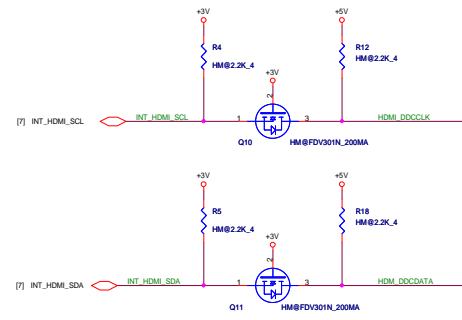 +3V
+5V
R4
HM@2.2K_4
R12
HM@2.2K_4
+3V
2
[7] INT_HDMI_SCL
INT_HDMI_SCL
1
3
HDMI_DDCCLK
Q10
HM@FDV301N_200MA
+3V
+5V
R5
HM@2.2K_4
R18
HM@2.2K_4
+3V
2
[7] INT_HDMI_SDA
INT_HDMI_SDA
1
3
HDM_DDCDATA
Q11
HM@FDV301N_200MA